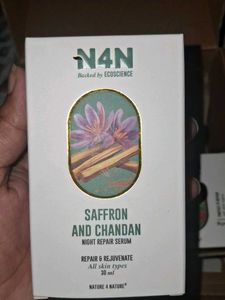 N4N
Backed by ECOSCIENCE
SAFFRON
AND CHANDAN
NIGHT REPAIR SERUM
REPAIR & REJUVENATE
All skin types
30 ml
NATURE 4 NATURE®